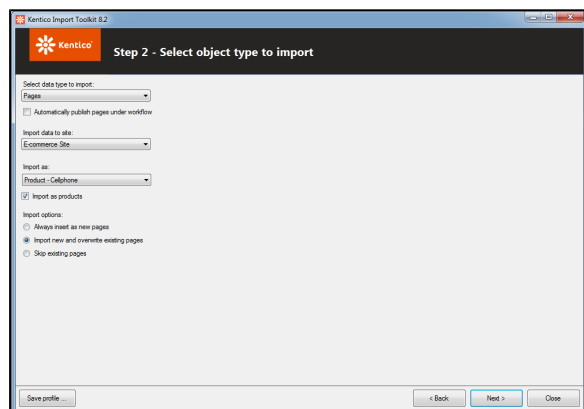 Kentico Import Toolkit 8.2
Kentico
Step 2 - Select object type to import
Select data type to import:
Pages
Automatically publish pages under workflow
Import data to site:
E-commerce Site
Import as:
Product - Cellphone
Import as products
Import options:
Always insert as new pages
Import new and overwrite existing pages
Skip existing pages
Save profile ...
< Back
Next >
Close